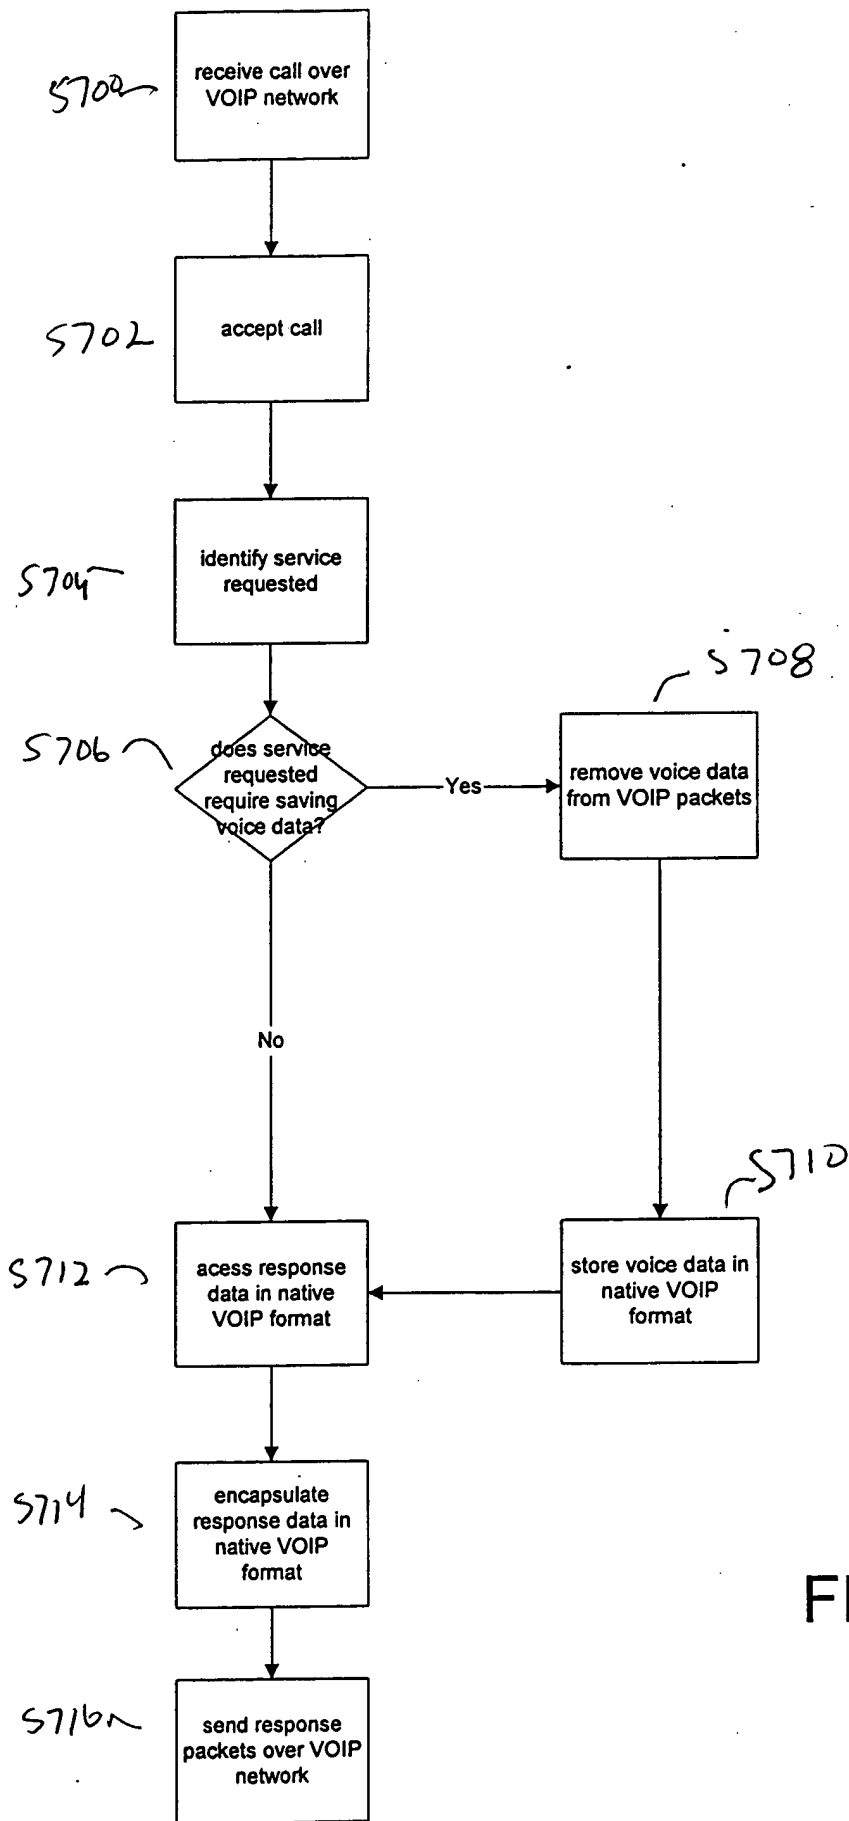 S700
receive call over
VOIP network
S702
accept call
S704
identify service
requested
S706
does service
requested
require saving
voice data?
Yes
S708
remove voice data
from VOIP packets
No
S710
store voice data in
native VOIP
format
S712
acess response
data in native
VOIP format
S714
encapsulate
response data in
native VOIP
format
S716
send response
packets over VOIP
network